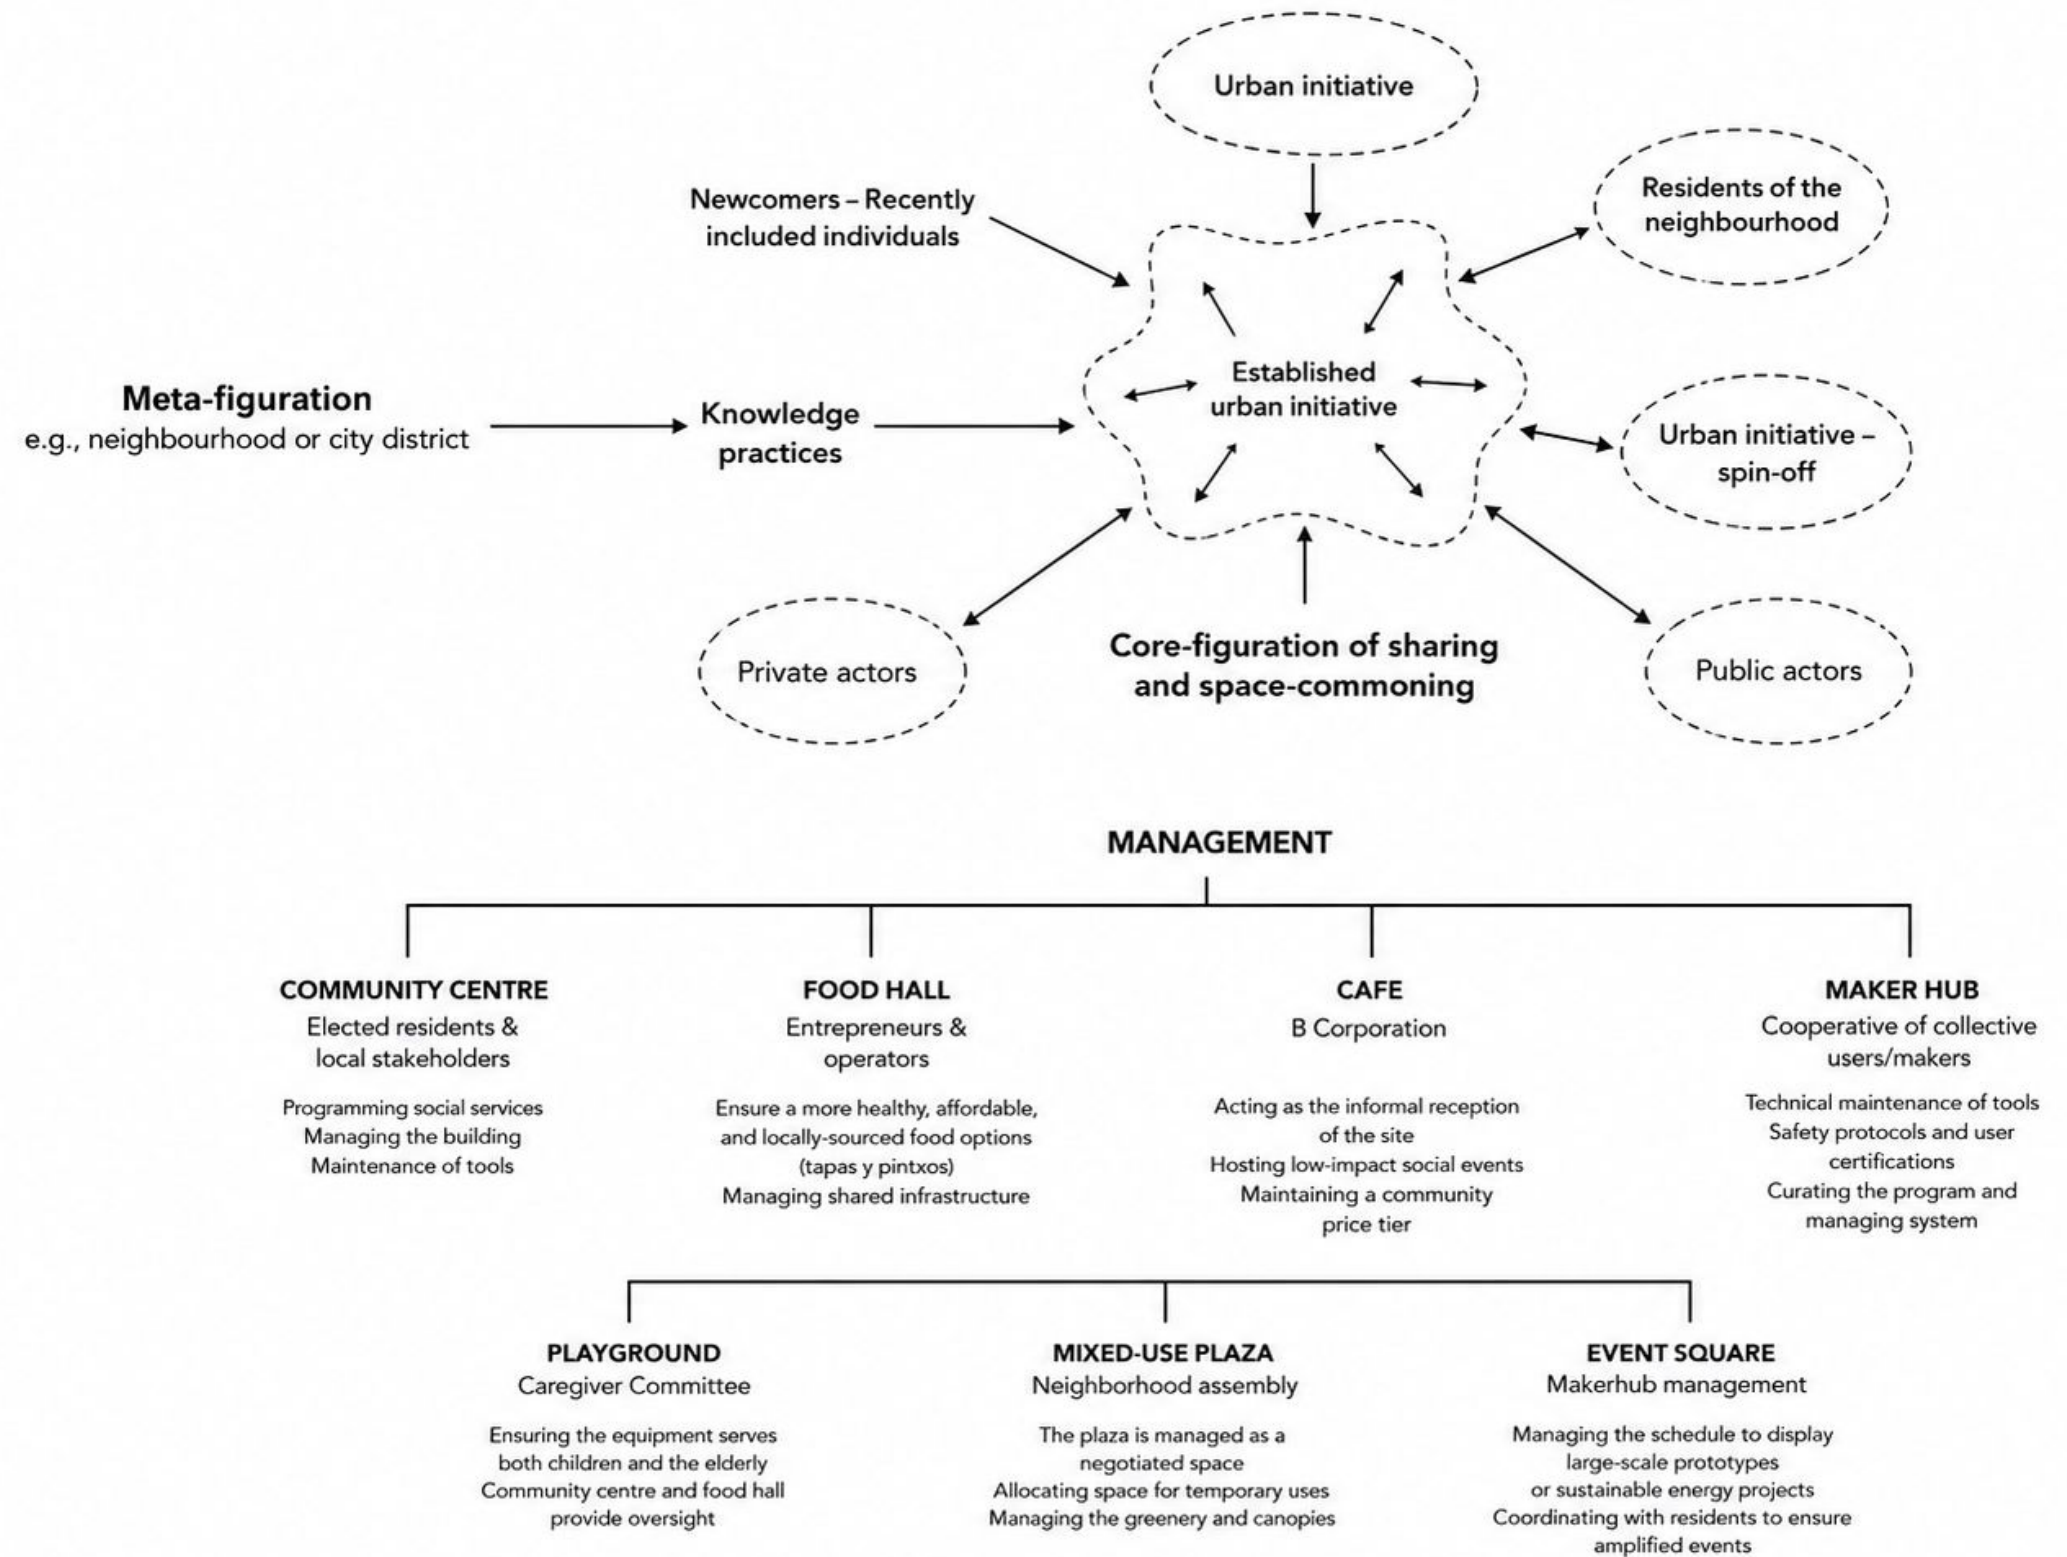 Urban initiative
Residents of the
neighbourhood
Newcomers – Recently
included individuals
Established
urban initiative
Meta-figuration
e.g., neighbourhood or city district
Knowledge
practices
Urban initiative –
spin-off
Private actors
Core-figuration of sharing
and space-commoning
Public actors
MANAGEMENT
COMMUNITY CENTRE
Elected residents &
local stakeholders
Programming social services
Managing the building
Maintenance of tools
FOOD HALL
Entrepreneurs &
operators
Ensure a more healthy, affordable,
and locally-sourced food options
(tapas y pintxos)
Managing shared infrastructure
CAFE
B Corporation
Acting as the informal reception
of the site
Hosting low-impact social events
Maintaining a community
price tier
MAKER HUB
Cooperative of collective
users/makers
Technical maintenance of tools
Safety protocols and user
certifications
Curating the program and
managing system
PLAYGROUND
Caregiver Committee
Ensuring the equipment serves
both children and the elderly
Community centre and food hall
provide oversight
MIXED-USE PLAZA
Neighborhood assembly
The plaza is managed as a
negotiated space
Allocating space for temporary uses
Managing the greenery and canopies
EVENT SQUARE
Makerhub management
Managing the schedule to display
large-scale prototypes
or sustainable energy projects
Coordinating with residents to ensure
amplified events